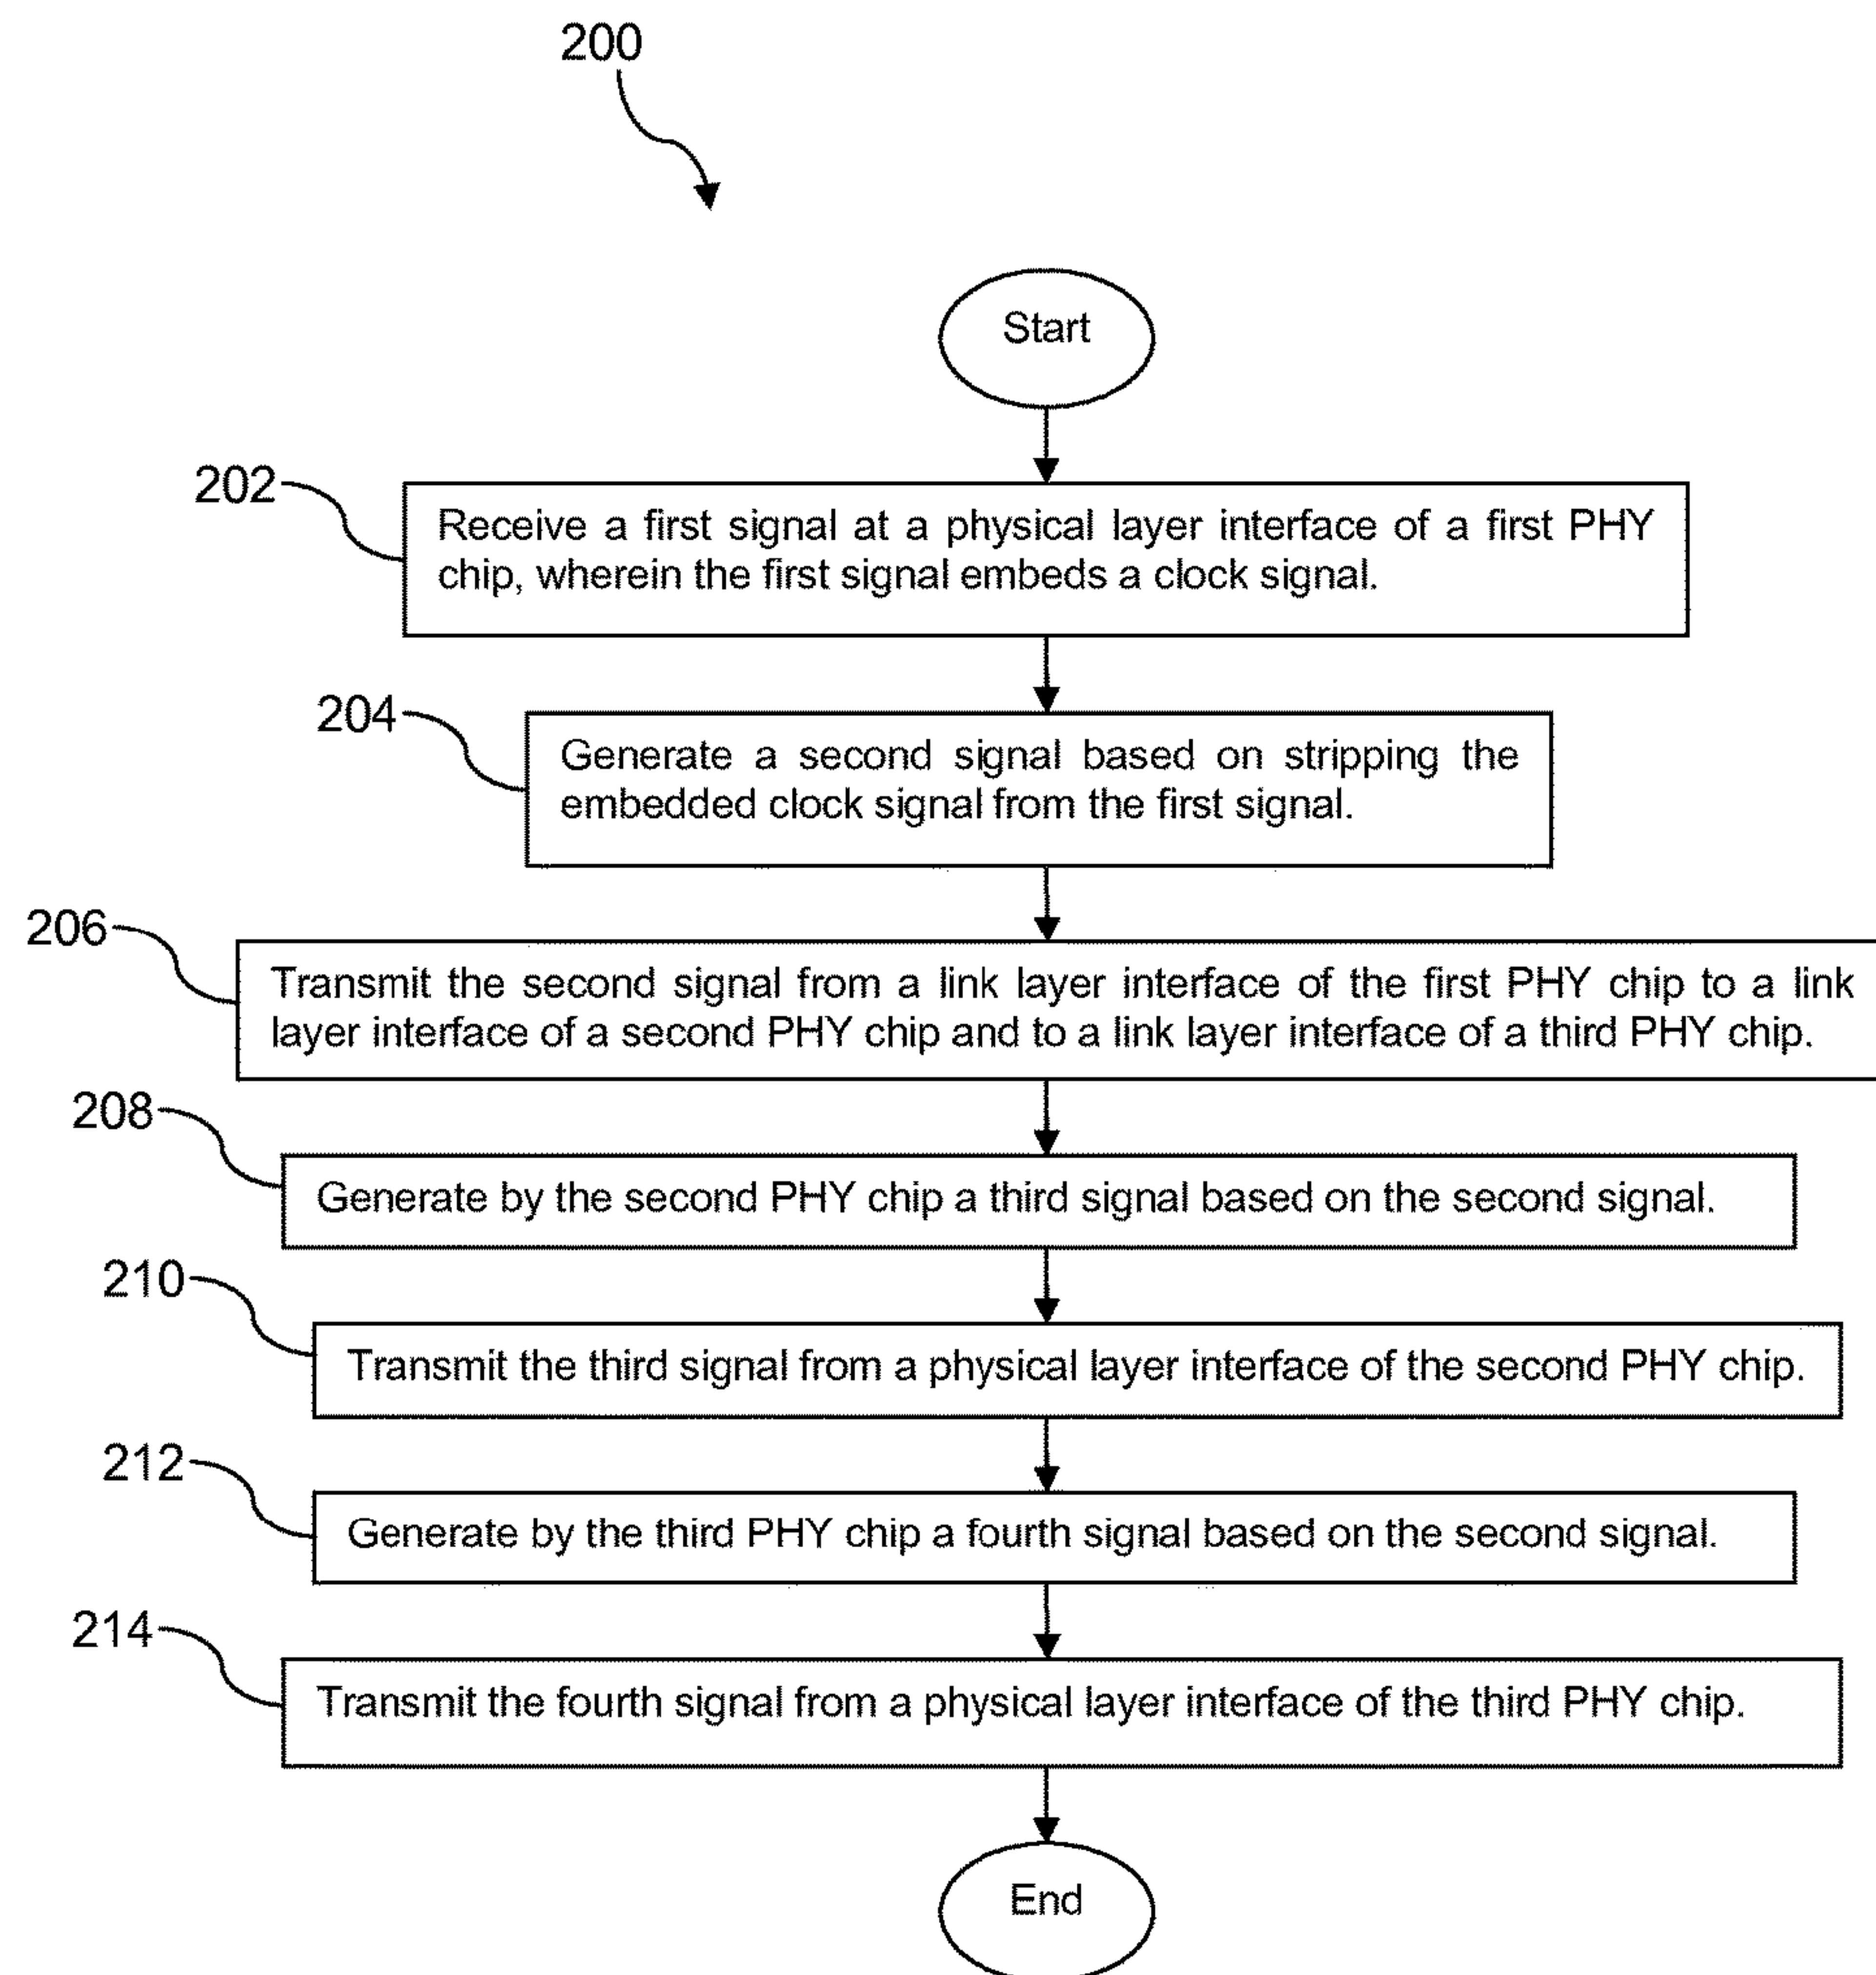 200
Start
202
Receive a first signal at a physical layer interface of a first PHY
chip, wherein the first signal embeds a clock signal.
204
Generate a second signal based on stripping the
embedded clock signal from the first signal.
206
Transmit the second signal from a link layer interface of the first PHY chip to a link
layer interface of a second PHY chip and to a link layer interface of a third PHY chip.
208
Generate by the second PHY chip a third signal based on the second signal.
210
Transmit the third signal from a physical layer interface of the second PHY chip.
212
Generate by the third PHY chip a fourth signal based on the second signal.
214
Transmit the fourth signal from a physical layer interface of the third PHY chip.
End